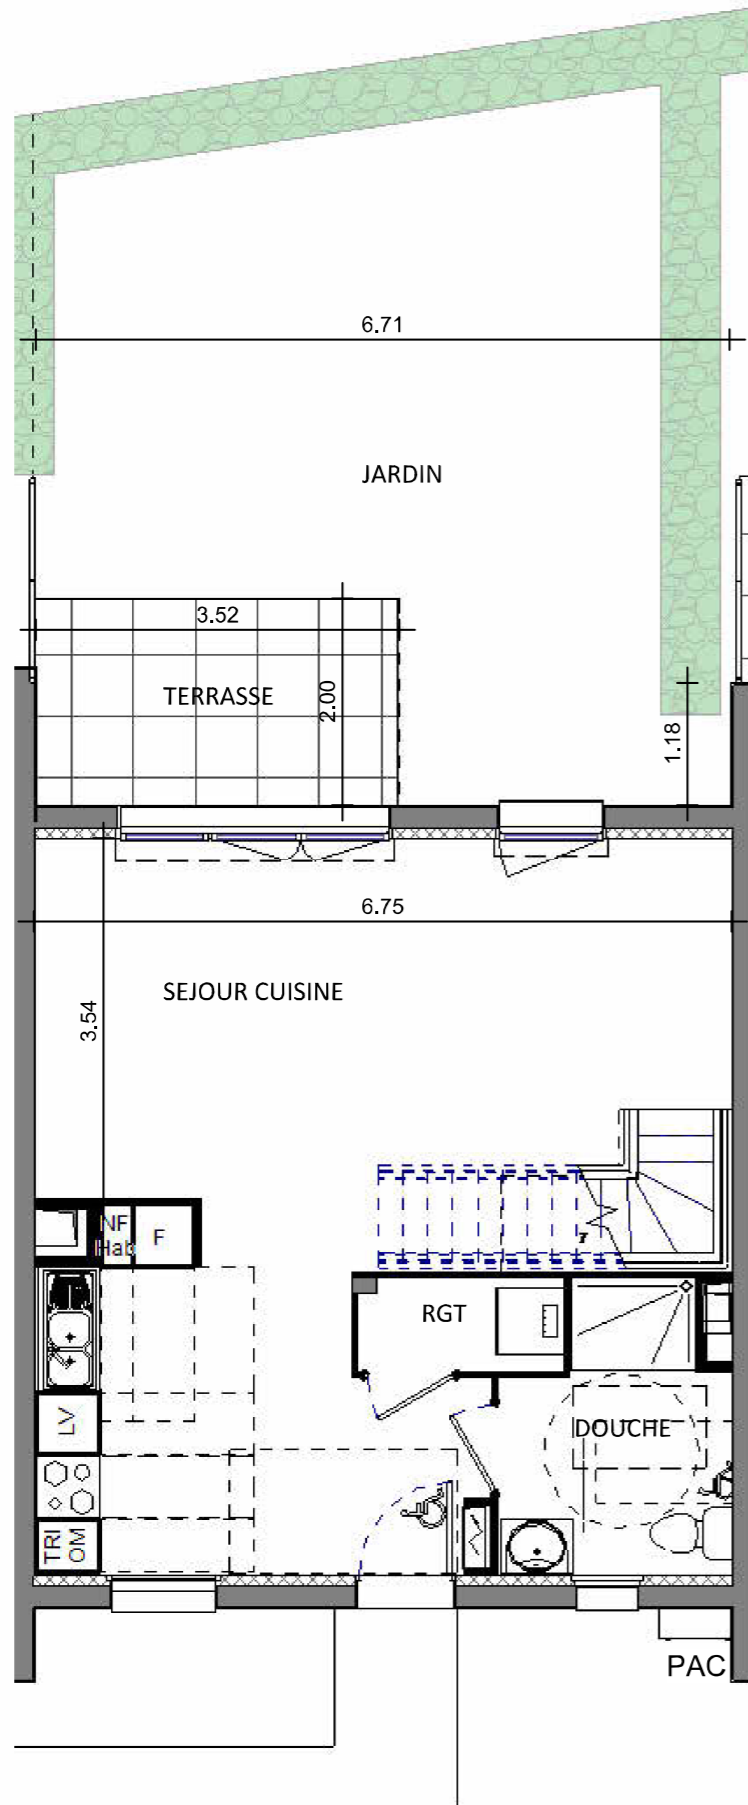 6.71
JARDIN
3.52
TERRASSE
2.00
1.18
6.75
SEJOUR CUISINE
3.54
NF
Hab
F
RGT
LV
DOUCHE
TRI
OM
PAC